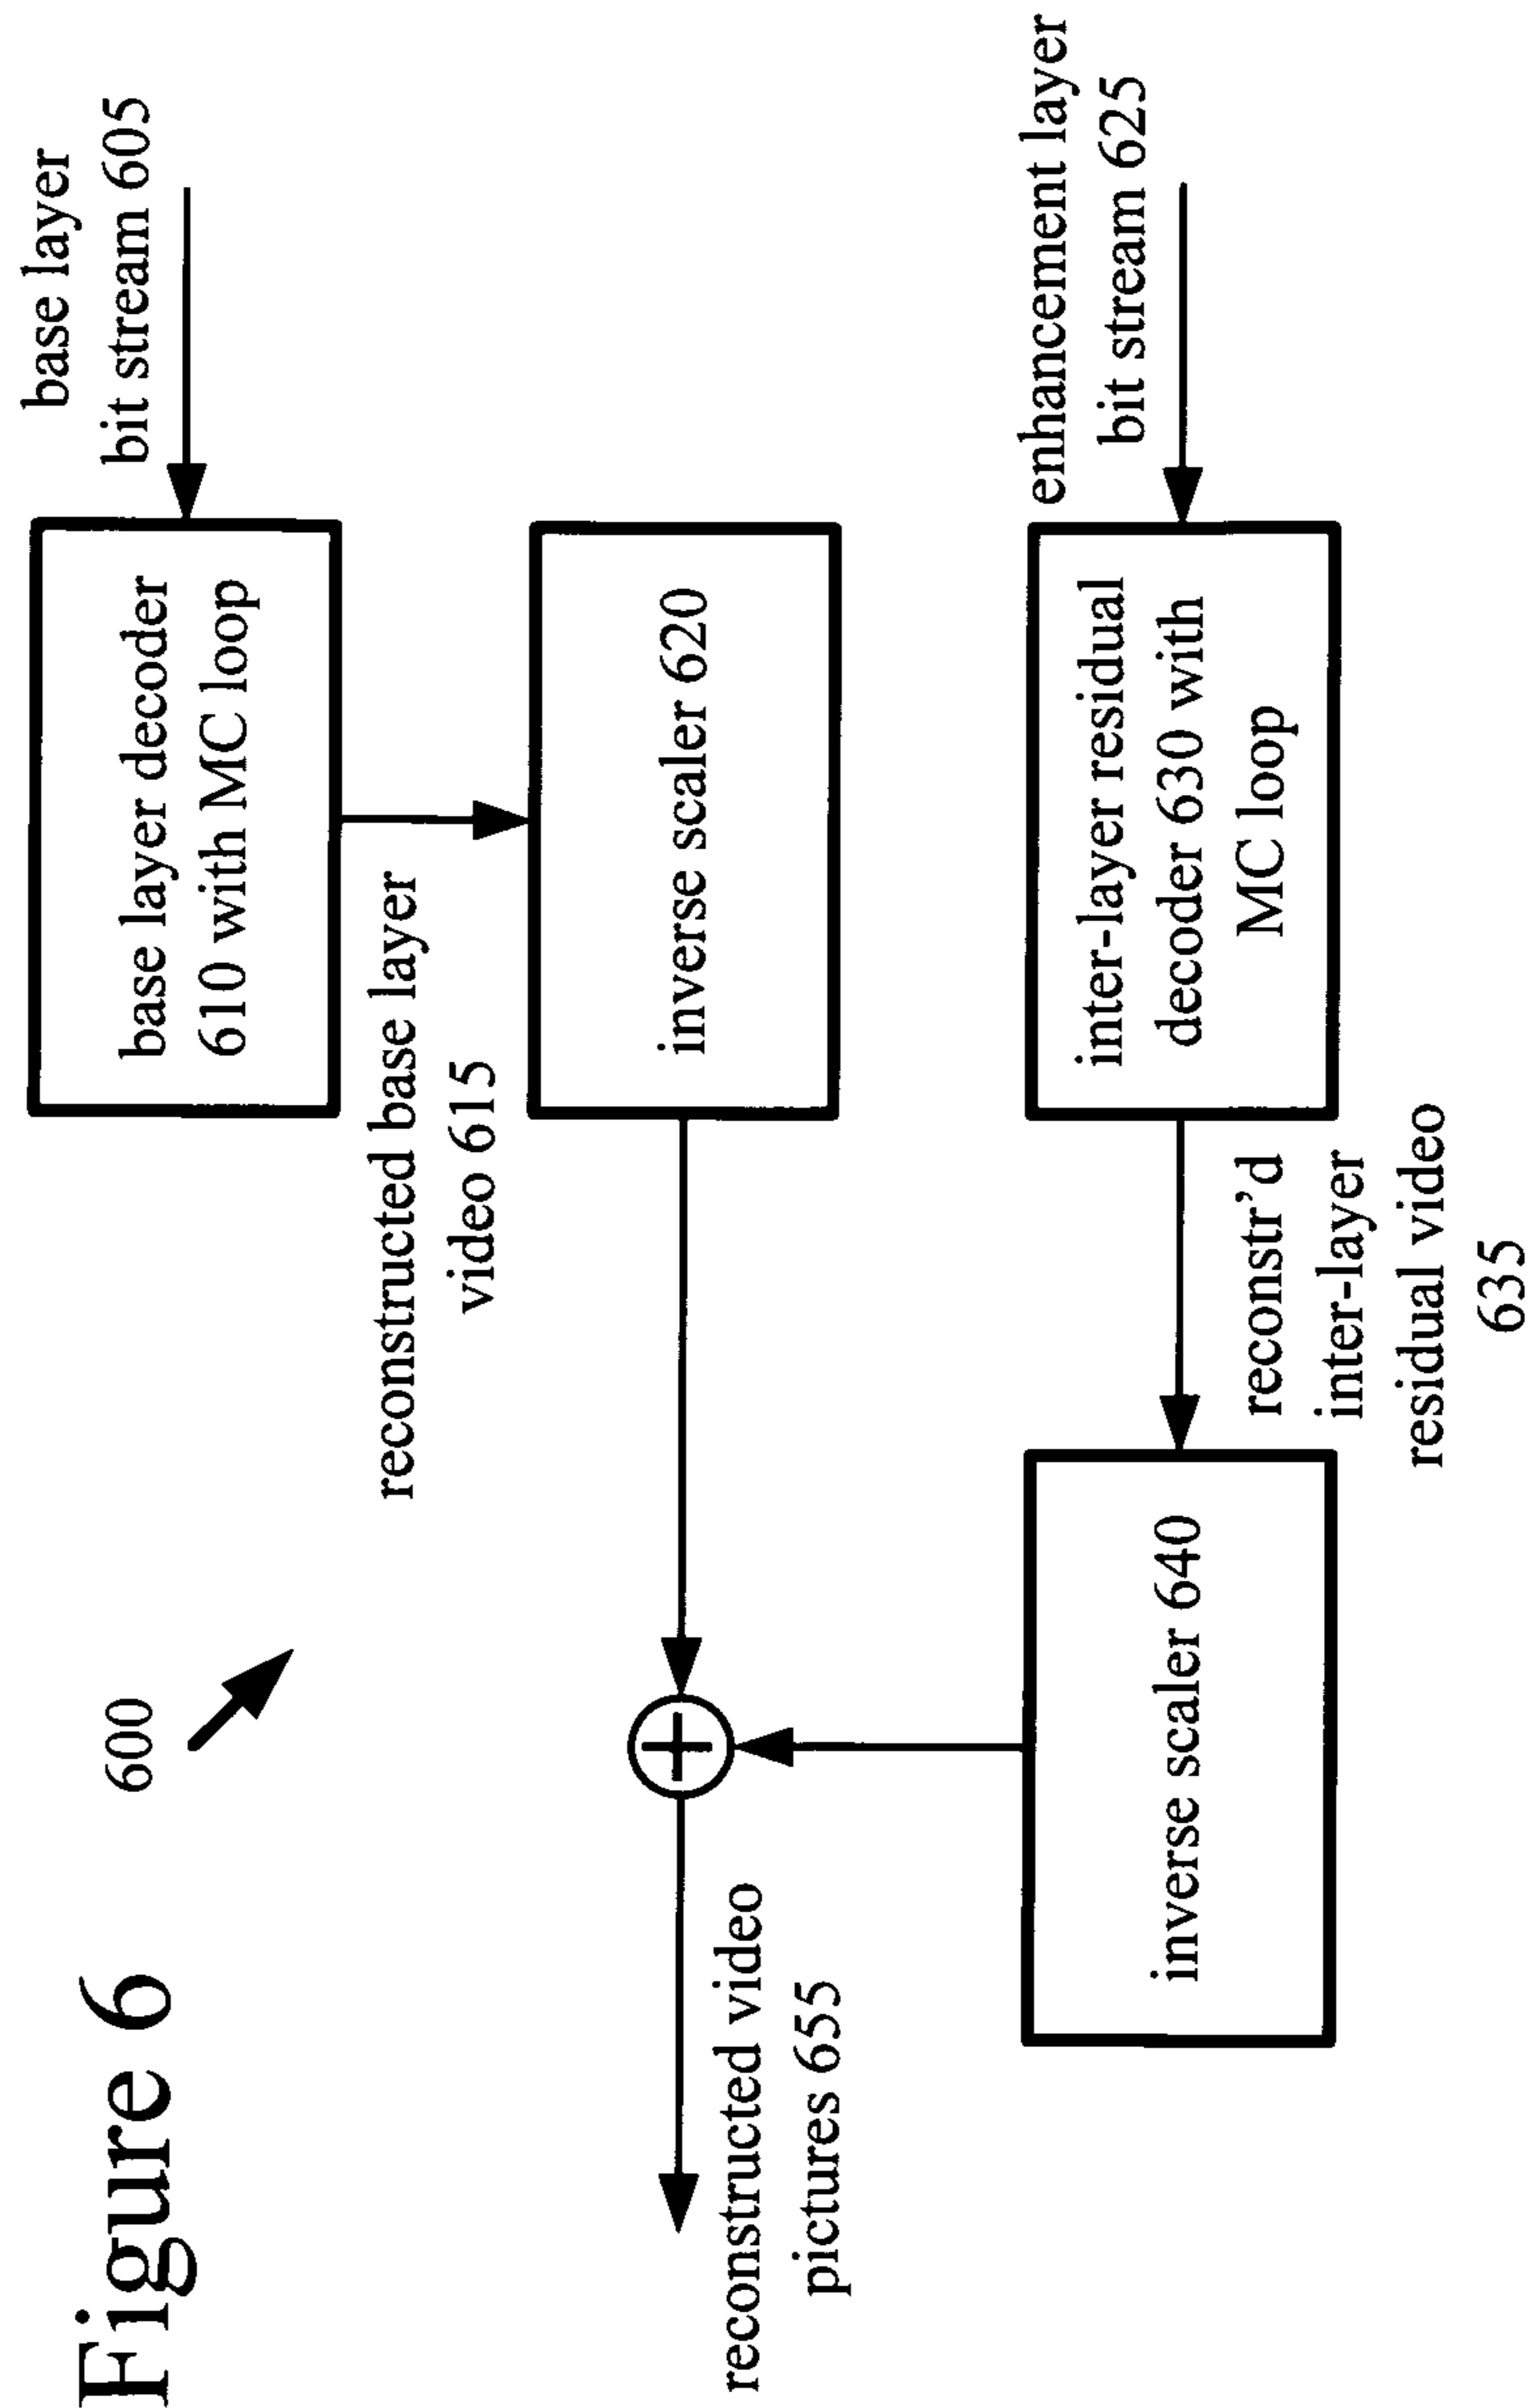 Figure 6
600
base layer
bit stream 605
base layer decoder
610 with MC loop
reconstructed base layer
video 615
inverse scaler 620
reconstructed video
pictures 655
enhancement layer
bit stream 625
inter-layer residual
decoder 630 with
MC loop
inverse scaler 640
reconstr'd
inter-layer
residual video
635